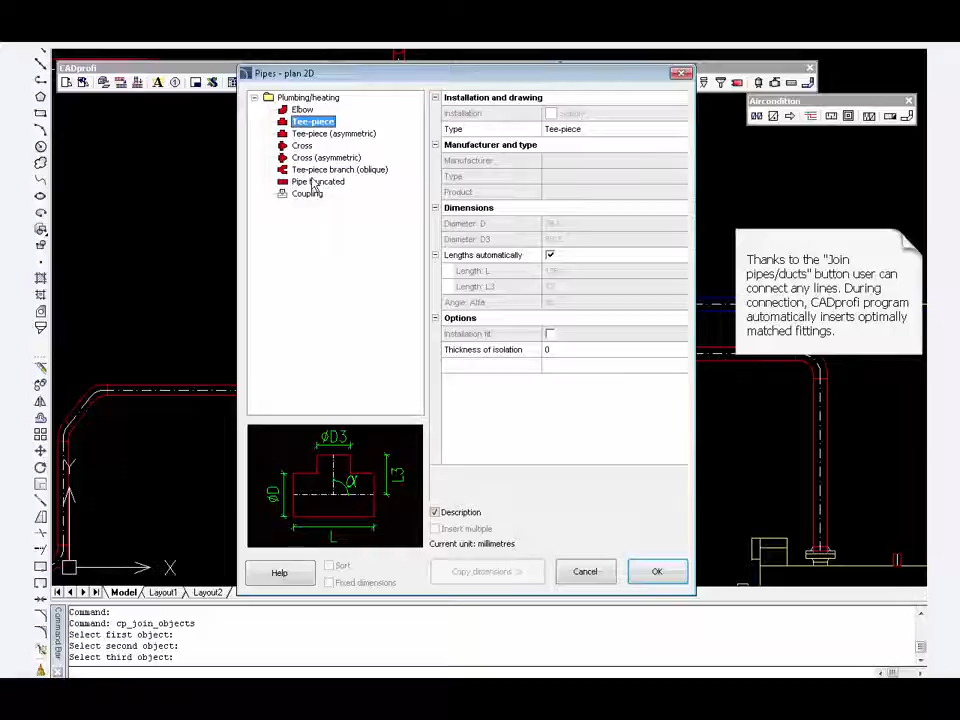 CADprofi
Pipes - plan 2D
Aircondition
Plumbing/heating
Elbow
Tee-piece
Tee-piece (asymmetric)
Cross
Cross (asymmetric)
Tee-piece branch (oblique)
Pipe truncated
Coupling
Installation and drawing
Installation
Type Tee-piece
Manufacturer and type
Manufacturer
Type
Product
Dimensions
Diameter: D
Diameter: D3
Lengths automatically
Length: L
Length: L3
Angle: Alfa
Options
Installation fit
Thickness of isolation 0
ØD3
ØD
α
L3
L
Description
Insert multiple
Current unit: millimetres
Help
Sort
Fixed dimensions
Copy dimensions >>
Cancel
OK
Thanks to the "Join
pipes/ducts" button user can
connect any lines. During
connection, CADprofi program
automatically inserts optimally
matched fittings.
Y
X
Model
Layout1
Layout2
Command Bar
Command:
Command: cp_join_objects
Select first object:
Select second object:
Select third object: